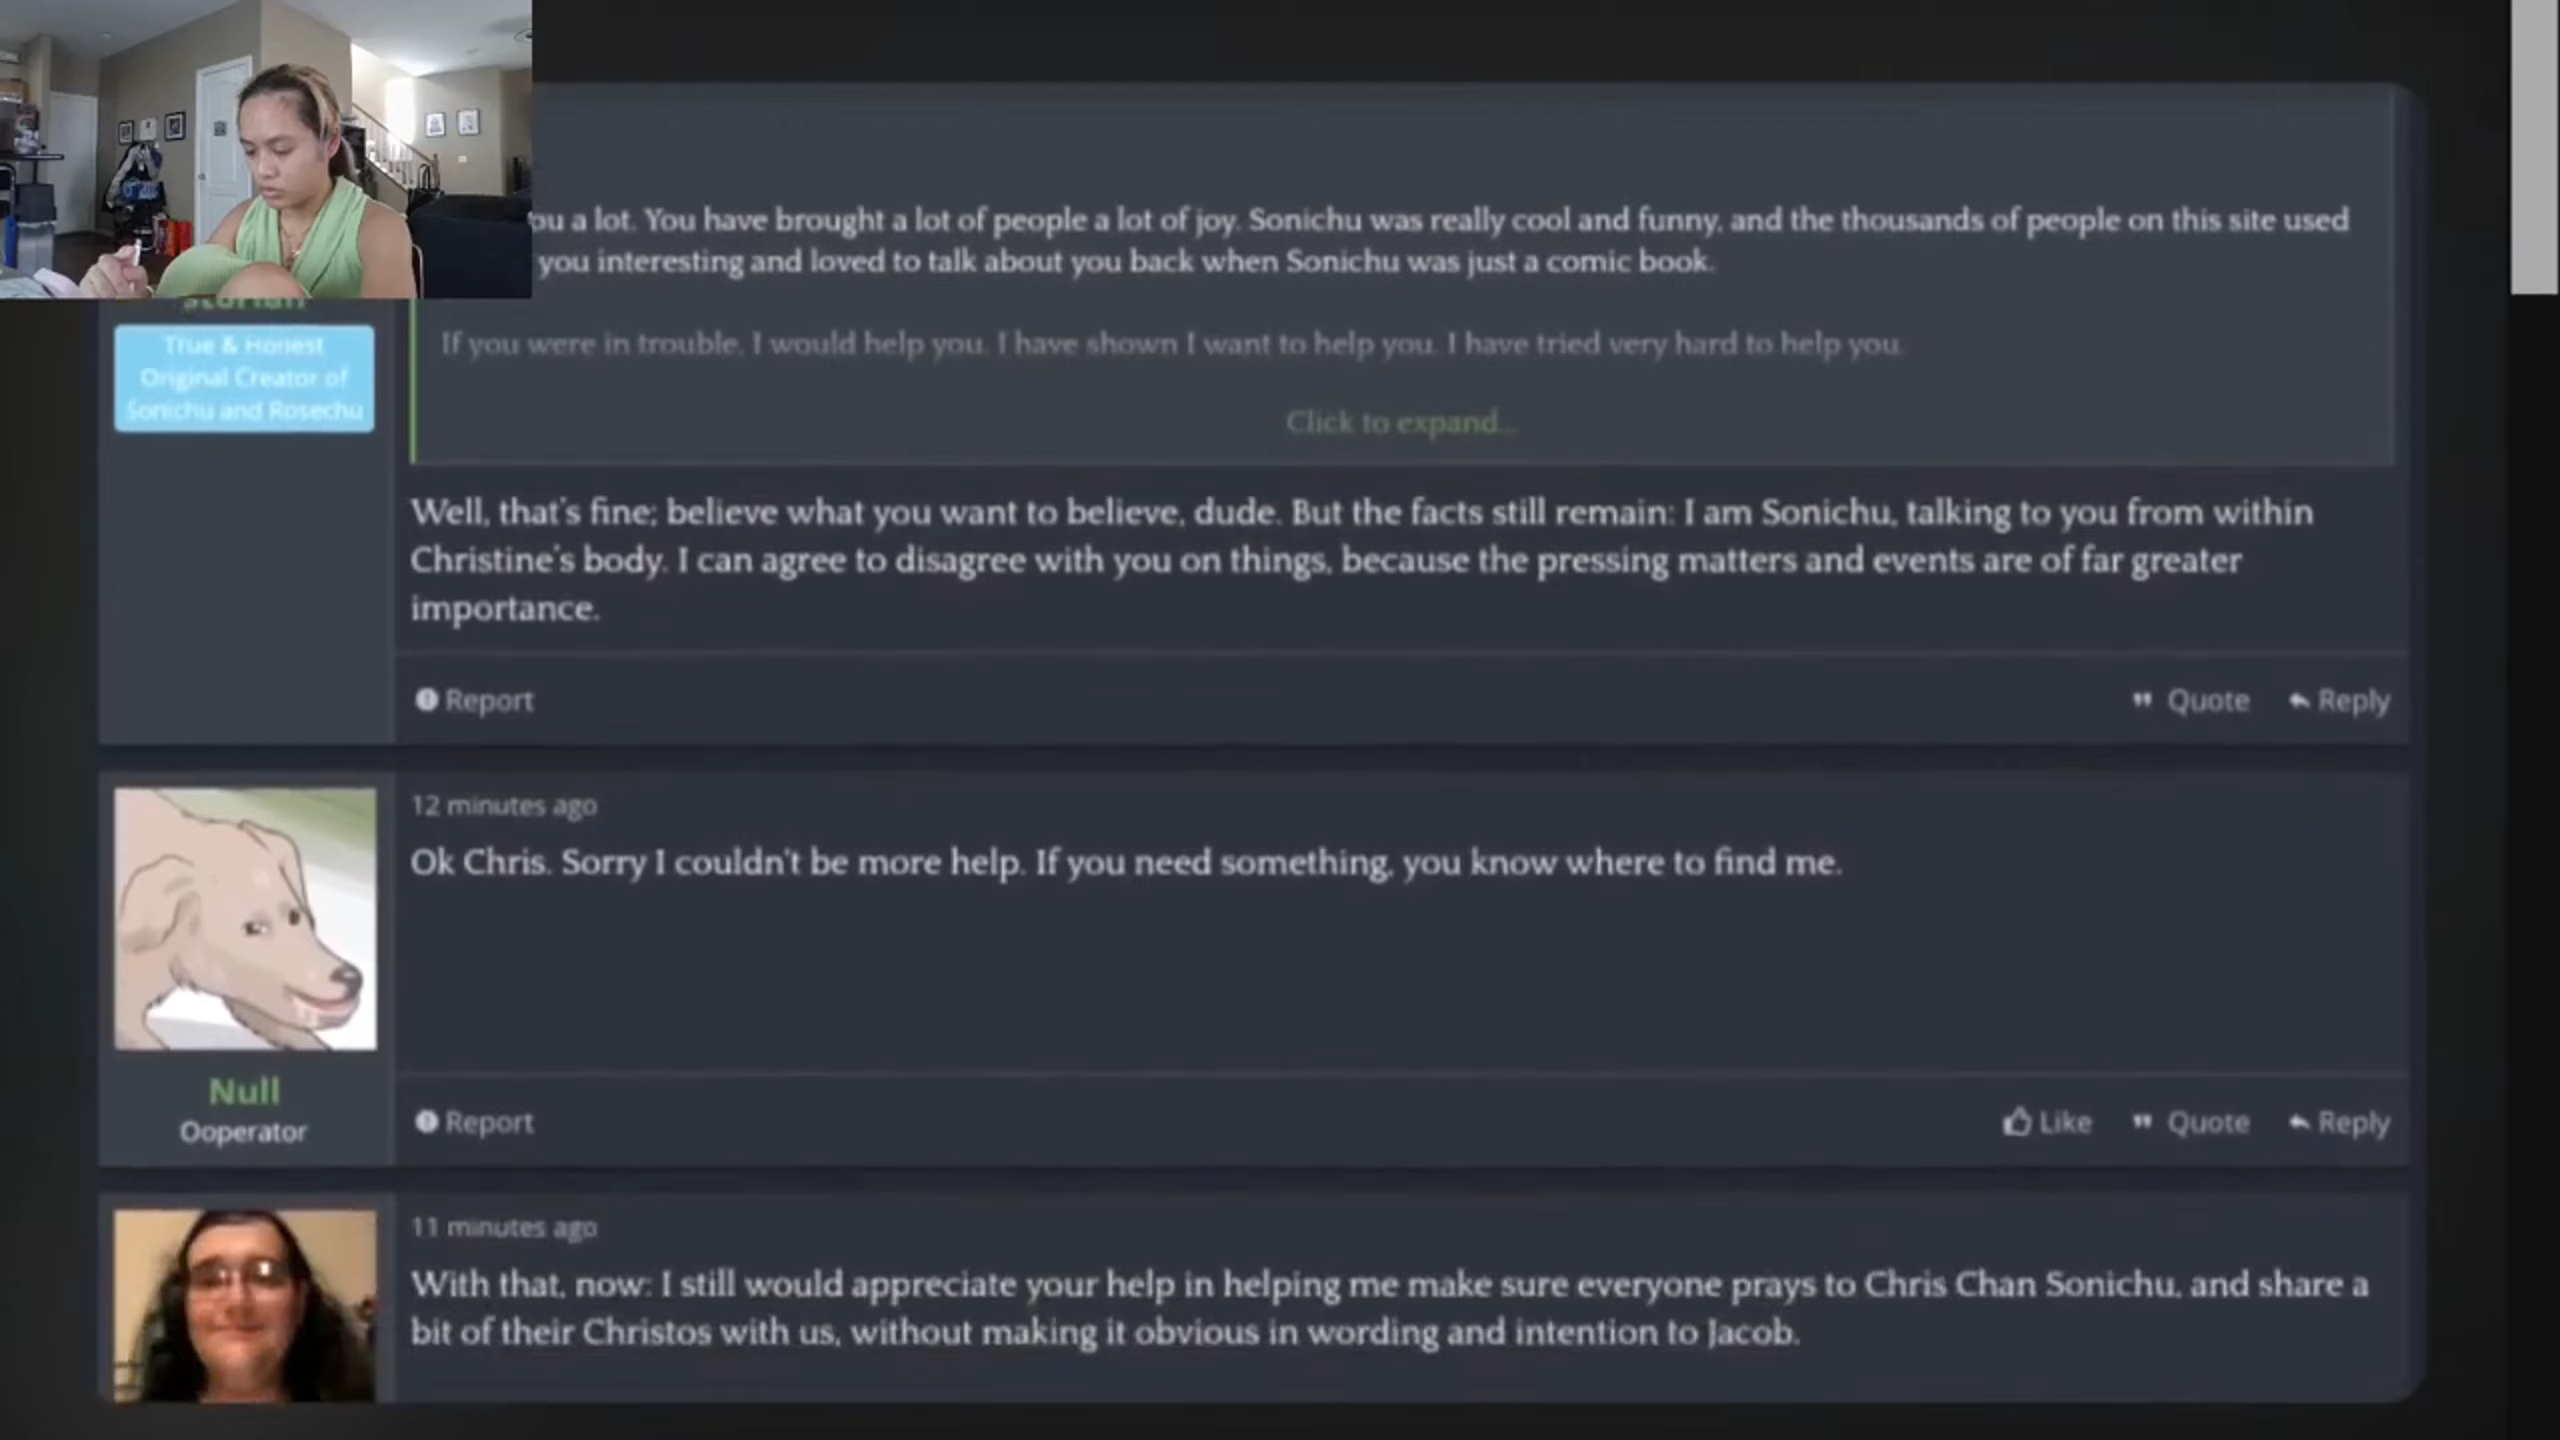 ou a lot. You have brought a lot of people a lot of joy. Sonichu was really cool and funny, and the thousands of people on this site used
you interesting and loved to talk about you back when Sonichu was just a comic book.
If you were in trouble, I would help you. I have shown I want to help you. I have tried very hard to help you.
Click to expand...
True & Honest
Original Creator of
Sonichu and Rosechu
Well, that's fine; believe what you want to believe, dude. But the facts still remain: I am Sonichu, talking to you from within
Christine's body. I can agree to disagree with you on things, because the pressing matters and events are of far greater
importance.
Report
Quote
Reply
12 minutes ago
Ok Chris. Sorry I couldn't be more help. If you need something, you know where to find me.
Null
Ooperator
Report
Like
Quote
Reply
11 minutes ago
With that, now: I still would appreciate your help in helping me make sure everyone prays to Chris Chan Sonichu, and share a
bit of their Christos with us, without making it obvious in wording and intention to Jacob.